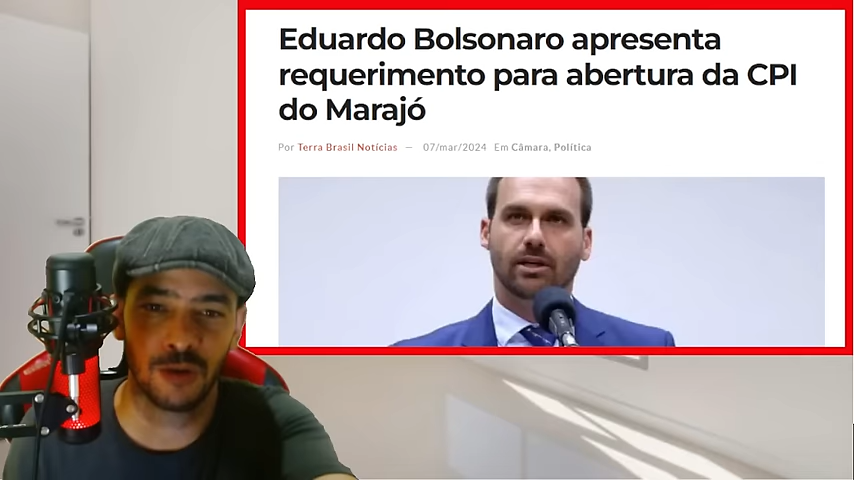 Eduardo Bolsonaro apresenta
requerimento para abertura da CPI
do Marajó
Por Terra Brasil Notícias — 07/mar/2024 Em Câmara, Política